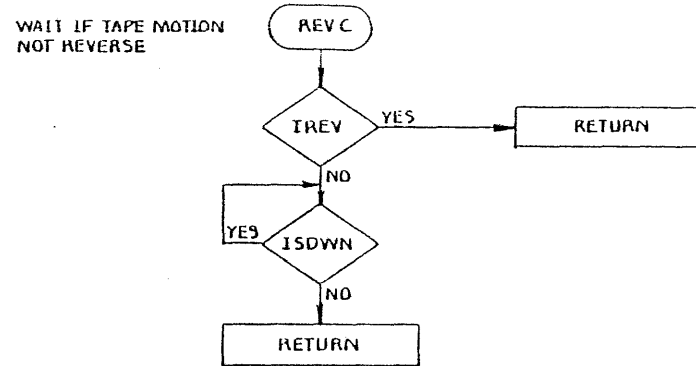 WAIT IF TAPE MOTION
NOT REVERSE
REVC
IREV
YES
RETURN
NO
YES
ISDWN
NO
RETURN